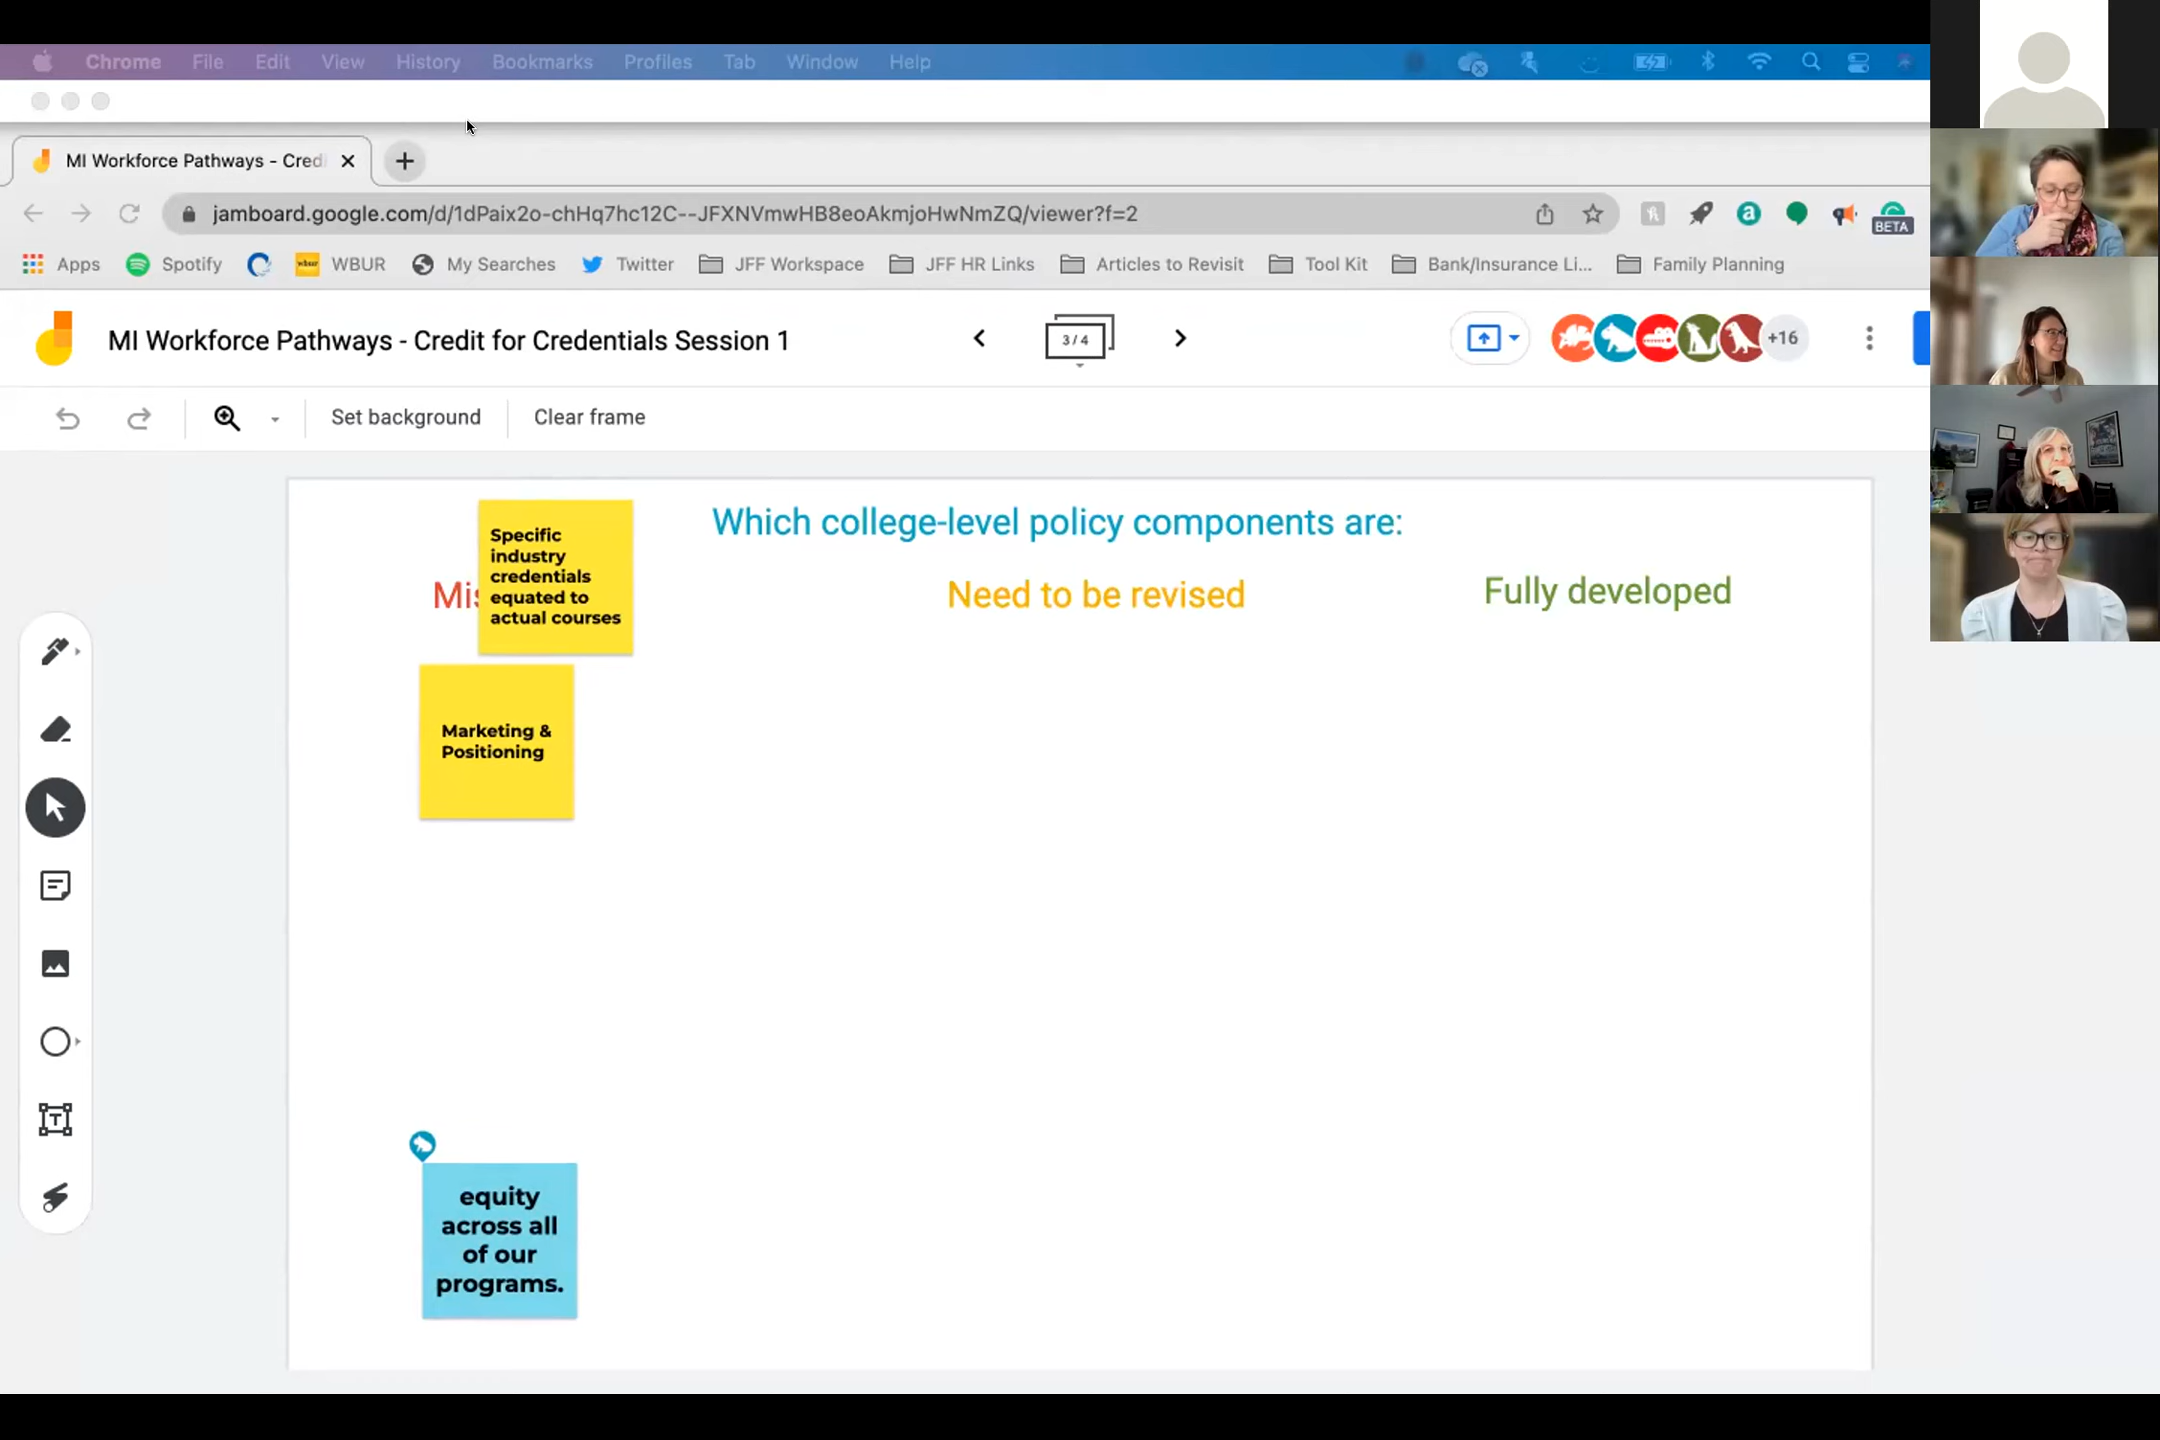 Chrome File Edit View History Bookmarks Profiles Tab Window Help
MI Workforce Pathways - Cred
jamboard.google.com/d/1dPaix2o-chHq7hc12C--JFXNVmwHB8eoAkmjoHwNmZQ/viewer?f=2
BETA
Apps Spotify wbur WBUR My Searches Twitter JFF Workspace JFF HR Links Articles to Revisit Tool Kit Bank/Insurance Li... Family Planning
MI Workforce Pathways - Credit for Credentials Session 1
3 / 4
+16
Set background Clear frame
Which college-level policy components are:
Mis
Need to be revised
Fully developed
Specific
industry
credentials
equated to
actual courses
Marketing &
Positioning
equity
across all
of our
programs.